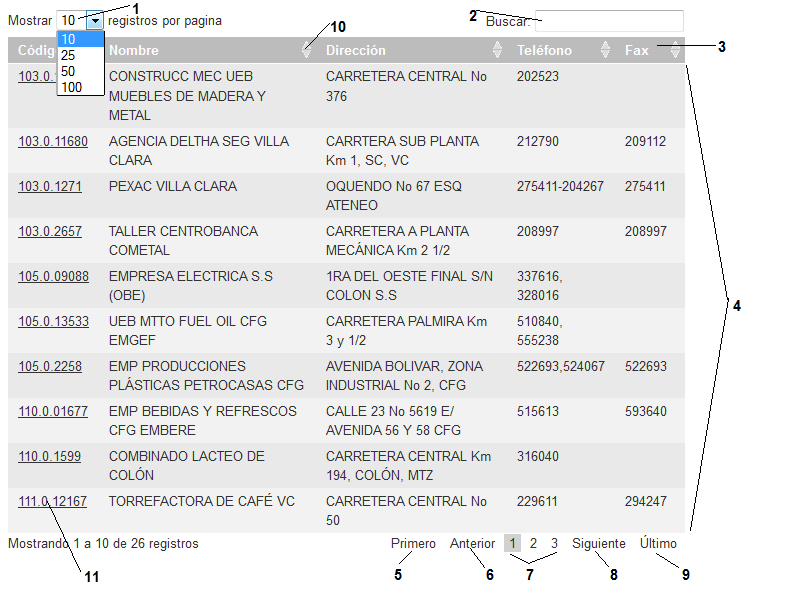 Mostrar 10 registros por pagina
1
2
Buscar:
10
25
50
100
10
3
Códig Nombre Dirección Teléfono Fax
103.0. CONSTRUCC MEC UEB CARRETERA CENTRAL No 202523
MUEBLES DE MADERA Y 376
METAL
103.0.11680 AGENCIA DELTHA SEG VILLA CARRTERA SUB PLANTA 212790 209112
CLARA Km 1, SC, VC
103.0.1271 PEXAC VILLA CLARA OQUENDO No 67 ESQ 275411-204267 275411
ATENEO
103.0.2657 TALLER CENTROBANCA CARRETERA A PLANTA 208997 208997
COMETAL MECÁNICA Km 2 1/2
105.0.09088 EMPRESA ELECTRICA S.S 1RA DEL OESTE FINAL S/N 337616,
(OBE) COLON S.S 328016
4
105.0.13533 UEB MTTO FUEL OIL CFG CARRETERA PALMIRA Km 510840,
EMGEF 3 y 1/2 555238
105.0.2258 EMP PRODUCCIONES AVENIDA BOLIVAR, ZONA 522693,524067 522693
PLÁSTICAS PETROCASAS CFG INDUSTRIAL No 2, CFG
110.0.01677 EMP BEBIDAS Y REFRESCOS CALLE 23 No 5619 E/ 515613 593640
CFG EMBERE AVENIDA 56 Y 58 CFG
110.0.1599 COMBINADO LACTEO DE CARRETERA CENTRAL Km 316040
COLÓN 194, COLÓN, MTZ
111.0.12167 TORREFACTORA DE CAFÉ VC CARRETERA CENTRAL No 229611 294247
50
Mostrando 1 a 10 de 26 registros Primero Anterior 1 2 3 Siguiente Último
11 5 6 7 8 9